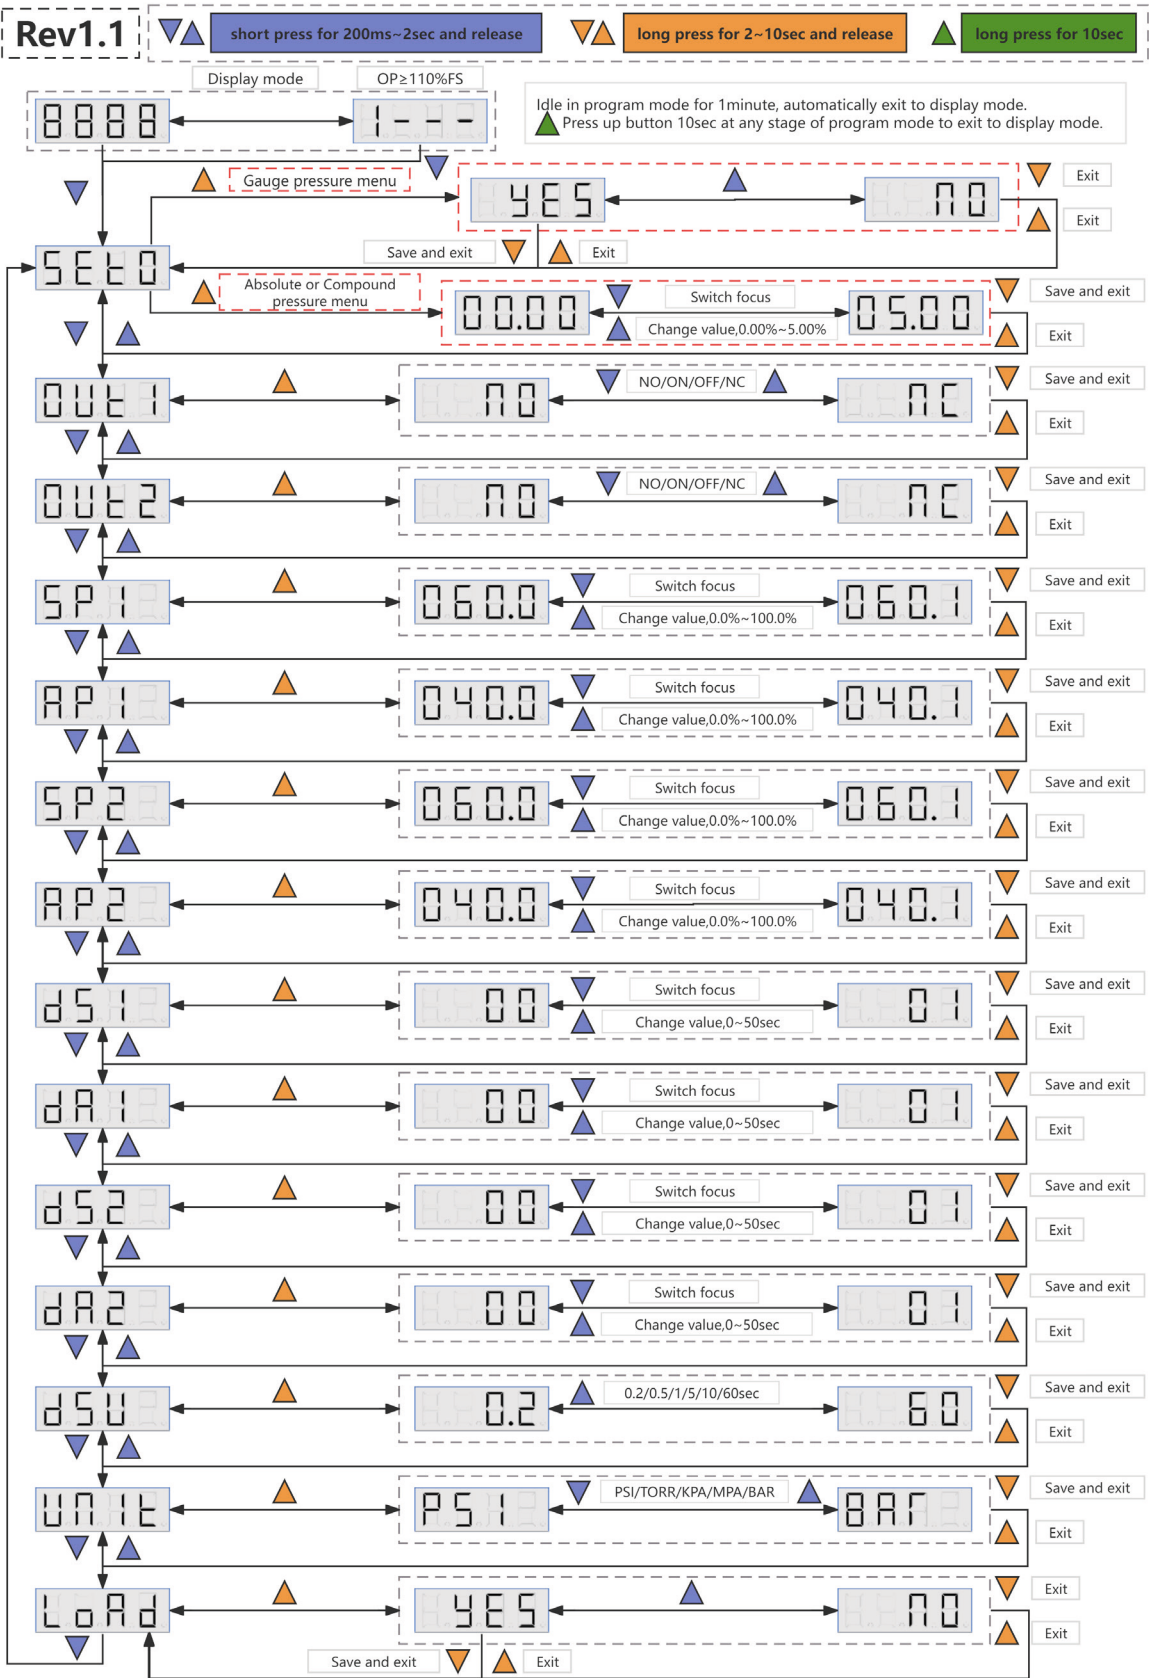 Rev1.1
short press for 200ms~2sec and release
long press for 2~10sec and release
long press for 10sec
Display mode
OP≥110%FS
8888
1---
Idle in program mode for 1minute, automatically exit to display mode.
Press up button 10sec at any stage of program mode to exit to display mode.
Gauge pressure menu
YES
NO
Exit
Exit
Save and exit
Exit
SEt0
Absolute or Compound
pressure menu
00.00
Switch focus
Change value,0.00%~5.00%
05.00
Save and exit
Exit
OUt1
NO
NO/ON/OFF/NC
NC
Save and exit
Exit
OUt2
NO
NO/ON/OFF/NC
NC
Save and exit
Exit
SP1
060.0
Switch focus
Change value,0.0%~100.0%
060.1
Save and exit
Exit
AP1
040.0
Switch focus
Change value,0.0%~100.0%
040.1
Save and exit
Exit
SP2
060.0
Switch focus
Change value,0.0%~100.0%
060.1
Save and exit
Exit
AP2
040.0
Switch focus
Change value,0.0%~100.0%
040.1
Save and exit
Exit
dS1
00
Switch focus
Change value,0~50sec
01
Save and exit
Exit
dA1
00
Switch focus
Change value,0~50sec
01
Save and exit
Exit
dS2
00
Switch focus
Change value,0~50sec
01
Save and exit
Exit
dA2
00
Switch focus
Change value,0~50sec
01
Save and exit
Exit
dSU
0.2
0.2/0.5/1/5/10/60sec
60
Save and exit
Exit
UNIt
PSI
PSI/TORR/KPA/MPA/BAR
BAr
Save and exit
Exit
LoAd
YES
NO
Exit
Exit
Save and exit
Exit